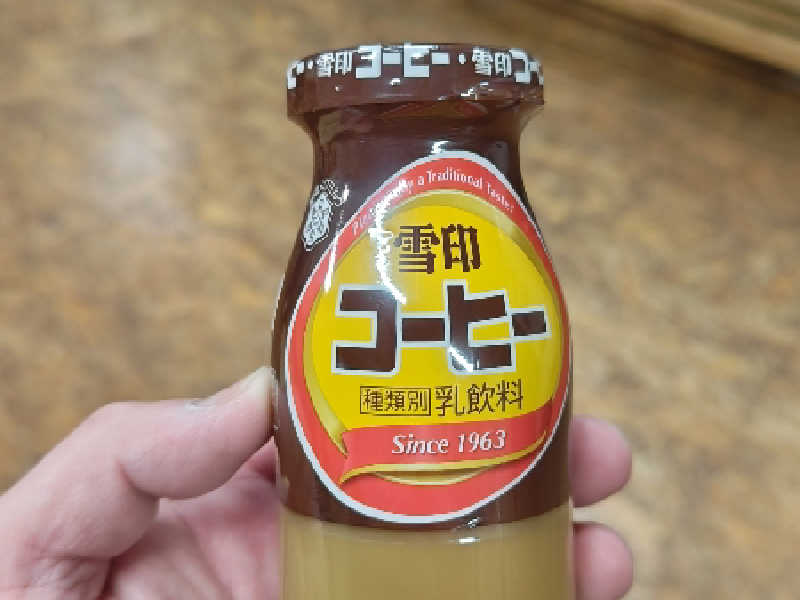 ー・雪印コーヒー・雪印コー
a Traditional Taste!
雪印
コーヒー
種類別 乳飲料
Since 1963